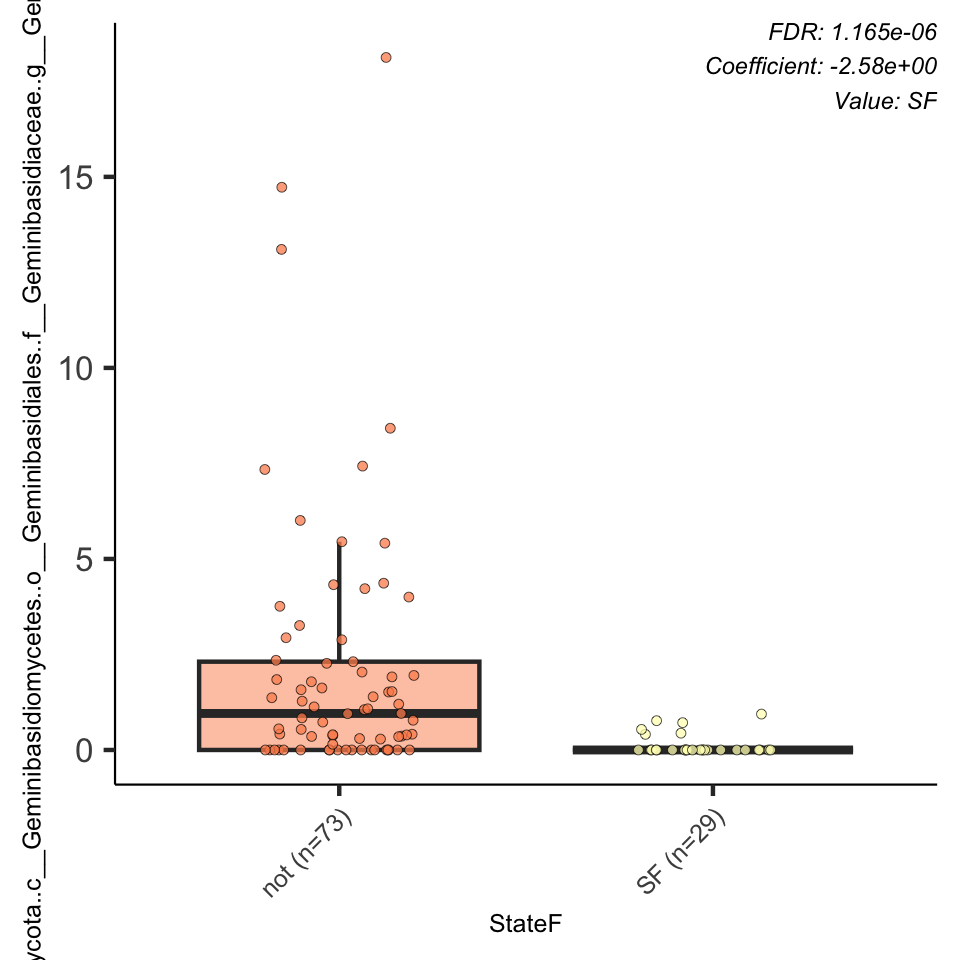 FDR: 1.165e-06
Coefficient: -2.58e+00
Value: SF
ycota..c__Geminibasidiomycetes..o__Geminibasidiales..f__Geminibasidiaceae..g__Ge
15
10
5
0
not (n=73)
SF (n=29)
StateF